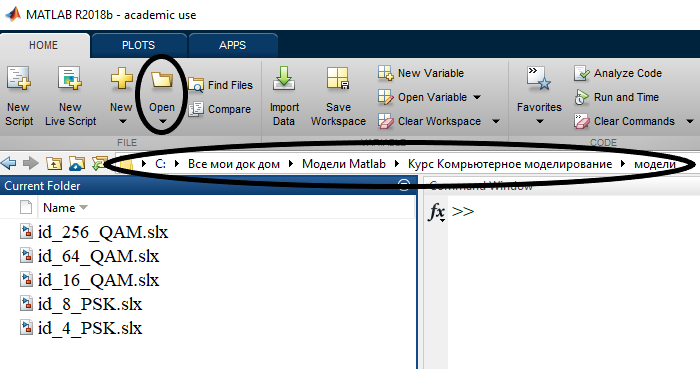 MATLAB R2018b - academic use
HOME PLOTS APPS
New Script
New Live Script
New
Open
Find Files
Compare
FILE
Import Data
Save Workspace
New Variable
Open Variable
Clear Workspace
VARIABLE
Favorites
Analyze Code
Run and Time
Clear Commands
CODE
C: Все мои док дом Модели Matlab Курс Компьютерное моделирование модели
Current Folder
Name
id_256_QAM.slx
id_64_QAM.slx
id_16_QAM.slx
id_8_PSK.slx
id_4_PSK.slx
Command Window
fx >>